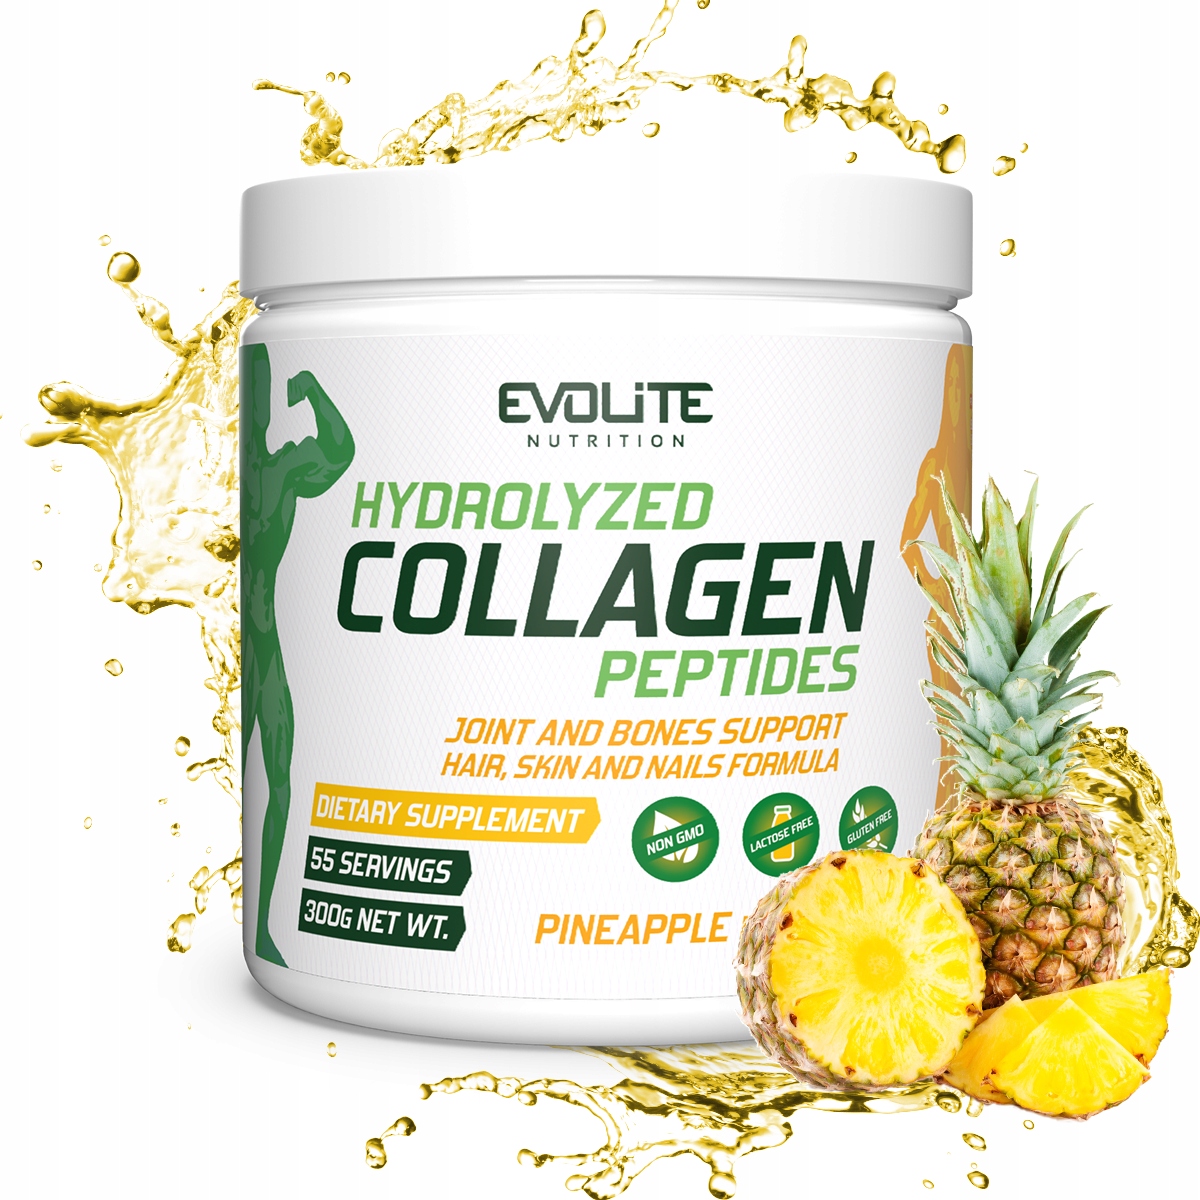 EVOLiTE
NUTRITION
HYDROLYZED
COLLAGEN
PEPTIDES
JOINT AND BONES SUPPORT
HAIR, SKIN AND NAILS FORMULA
DIETARY SUPPLEMENT
NON GMO
LACTOSE FREE
GLUTEN FREE
55 SERVINGS
300G NET WT.
PINEAPPLE